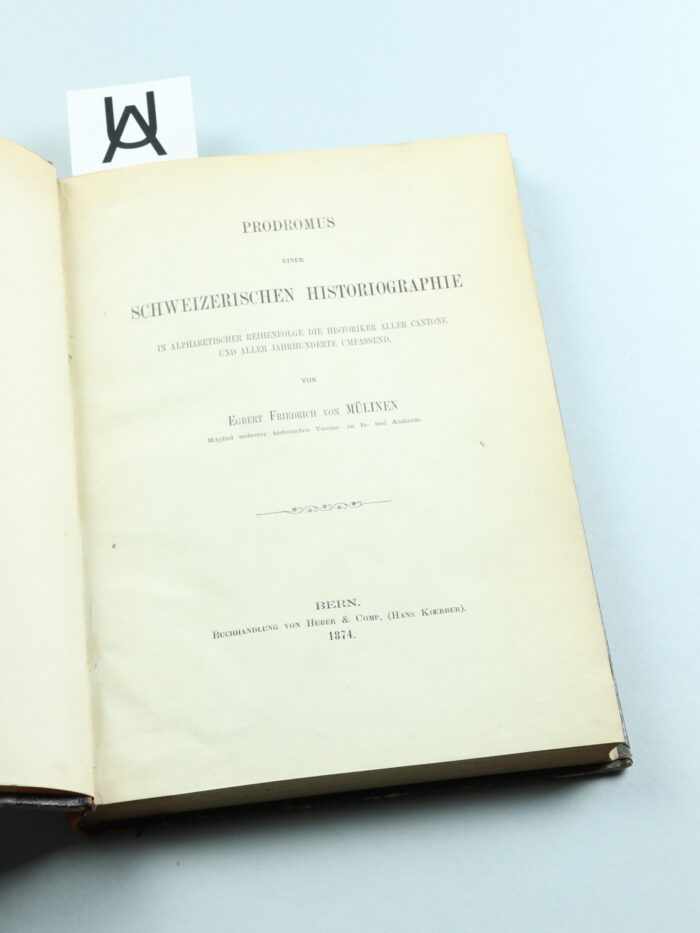 PRODROMUS
EINER
SCHWEIZERISCHEN HISTORIOGRAPHIE
IN ALPHABETISCHER REIHENFOLGE DIE HISTORIKER ALLER CANTONE
UND ALLER JAHRHUNDERTE UMFASSEND.
VON
EGBERT FRIEDRICH VON MÜLINEN
Mitglied mehrerer historischen Vereine im In- und Auslande.
BERN.
BUCHHANDLUNG VON HUBER & COMP. (HANS KŒRBER).
1874.